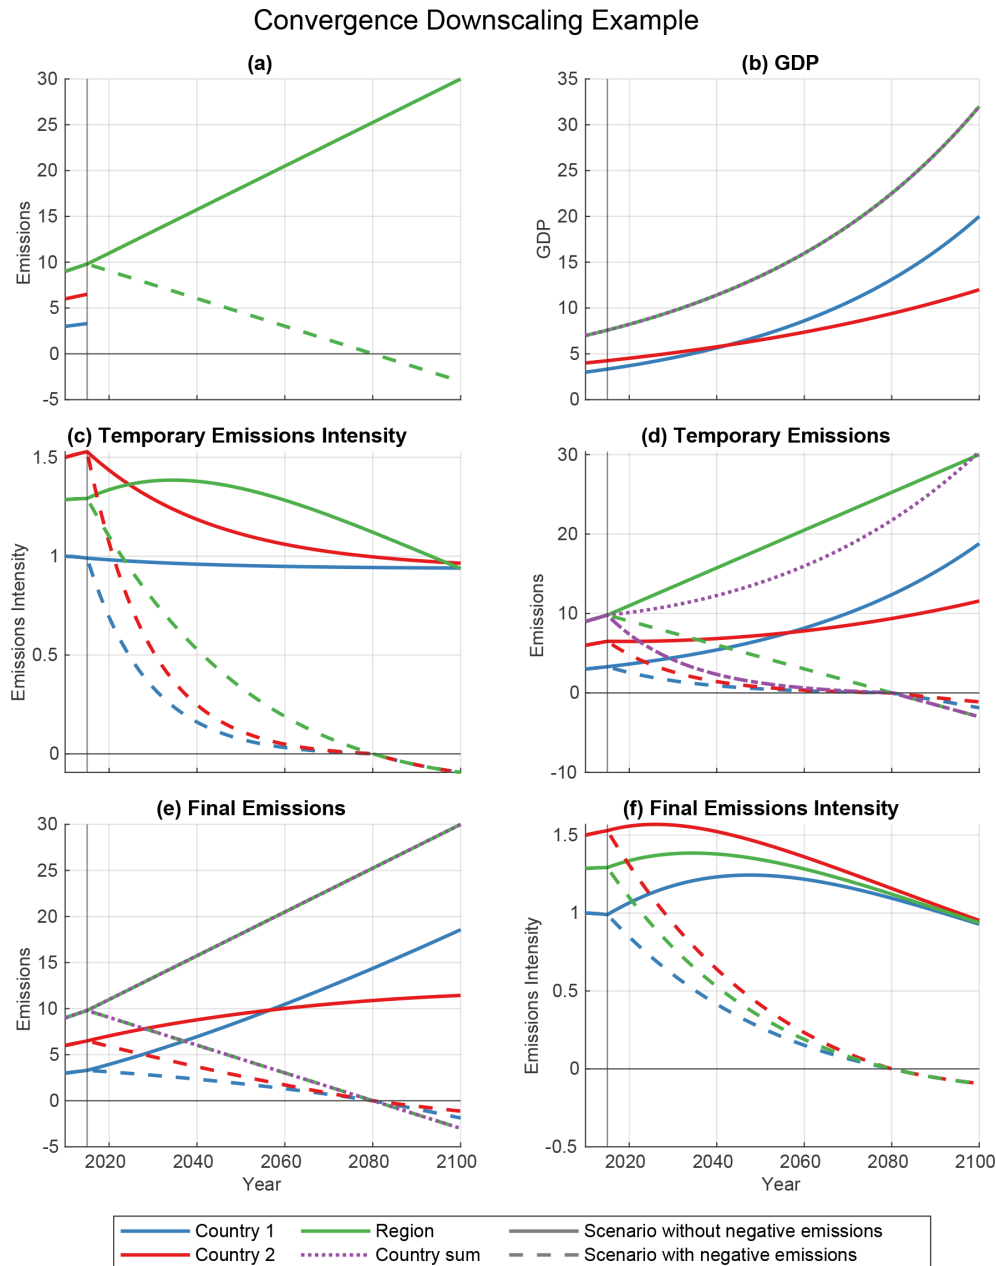 Convergence Downscaling Example
(a)
30
25
20
15
10
5
0
-5
Emissions
(b) GDP
35
30
25
20
15
10
5
0
GDP
(c) Temporary Emissions Intensity
1.5
1
0.5
0
Emissions Intensity
(d) Temporary Emissions
30
20
10
0
-10
Emissions
(e) Final Emissions
30
25
20
15
10
5
0
-5
Emissions
2020 2040 2060 2080 2100
Year
(f) Final Emissions Intensity
1.5
1
0.5
0
-0.5
Emissions Intensity
2020 2040 2060 2080 2100
Year
Country 1 Region Scenario without negative emissions
Country 2 Country sum Scenario with negative emissions